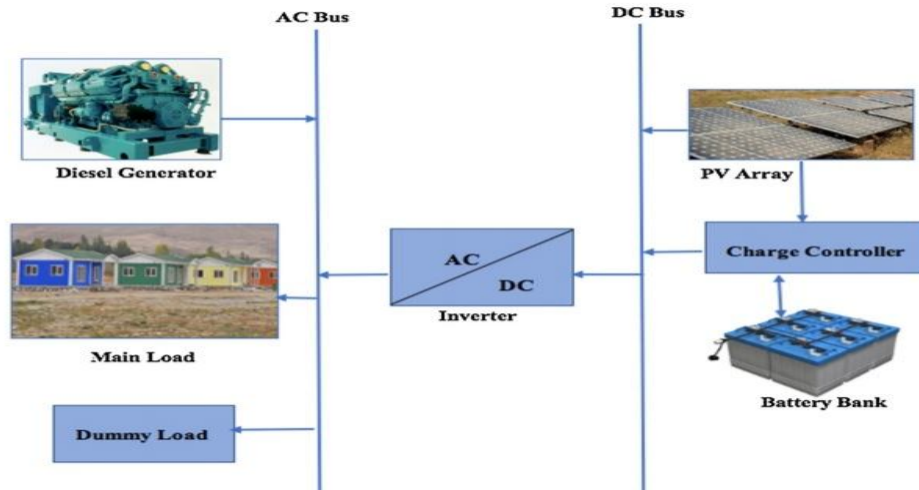 AC Bus
DC Bus
Diesel Generator
PV Array
Charge Controller
AC
DC
Inverter
Main Load
Battery Bank
Dummy Load